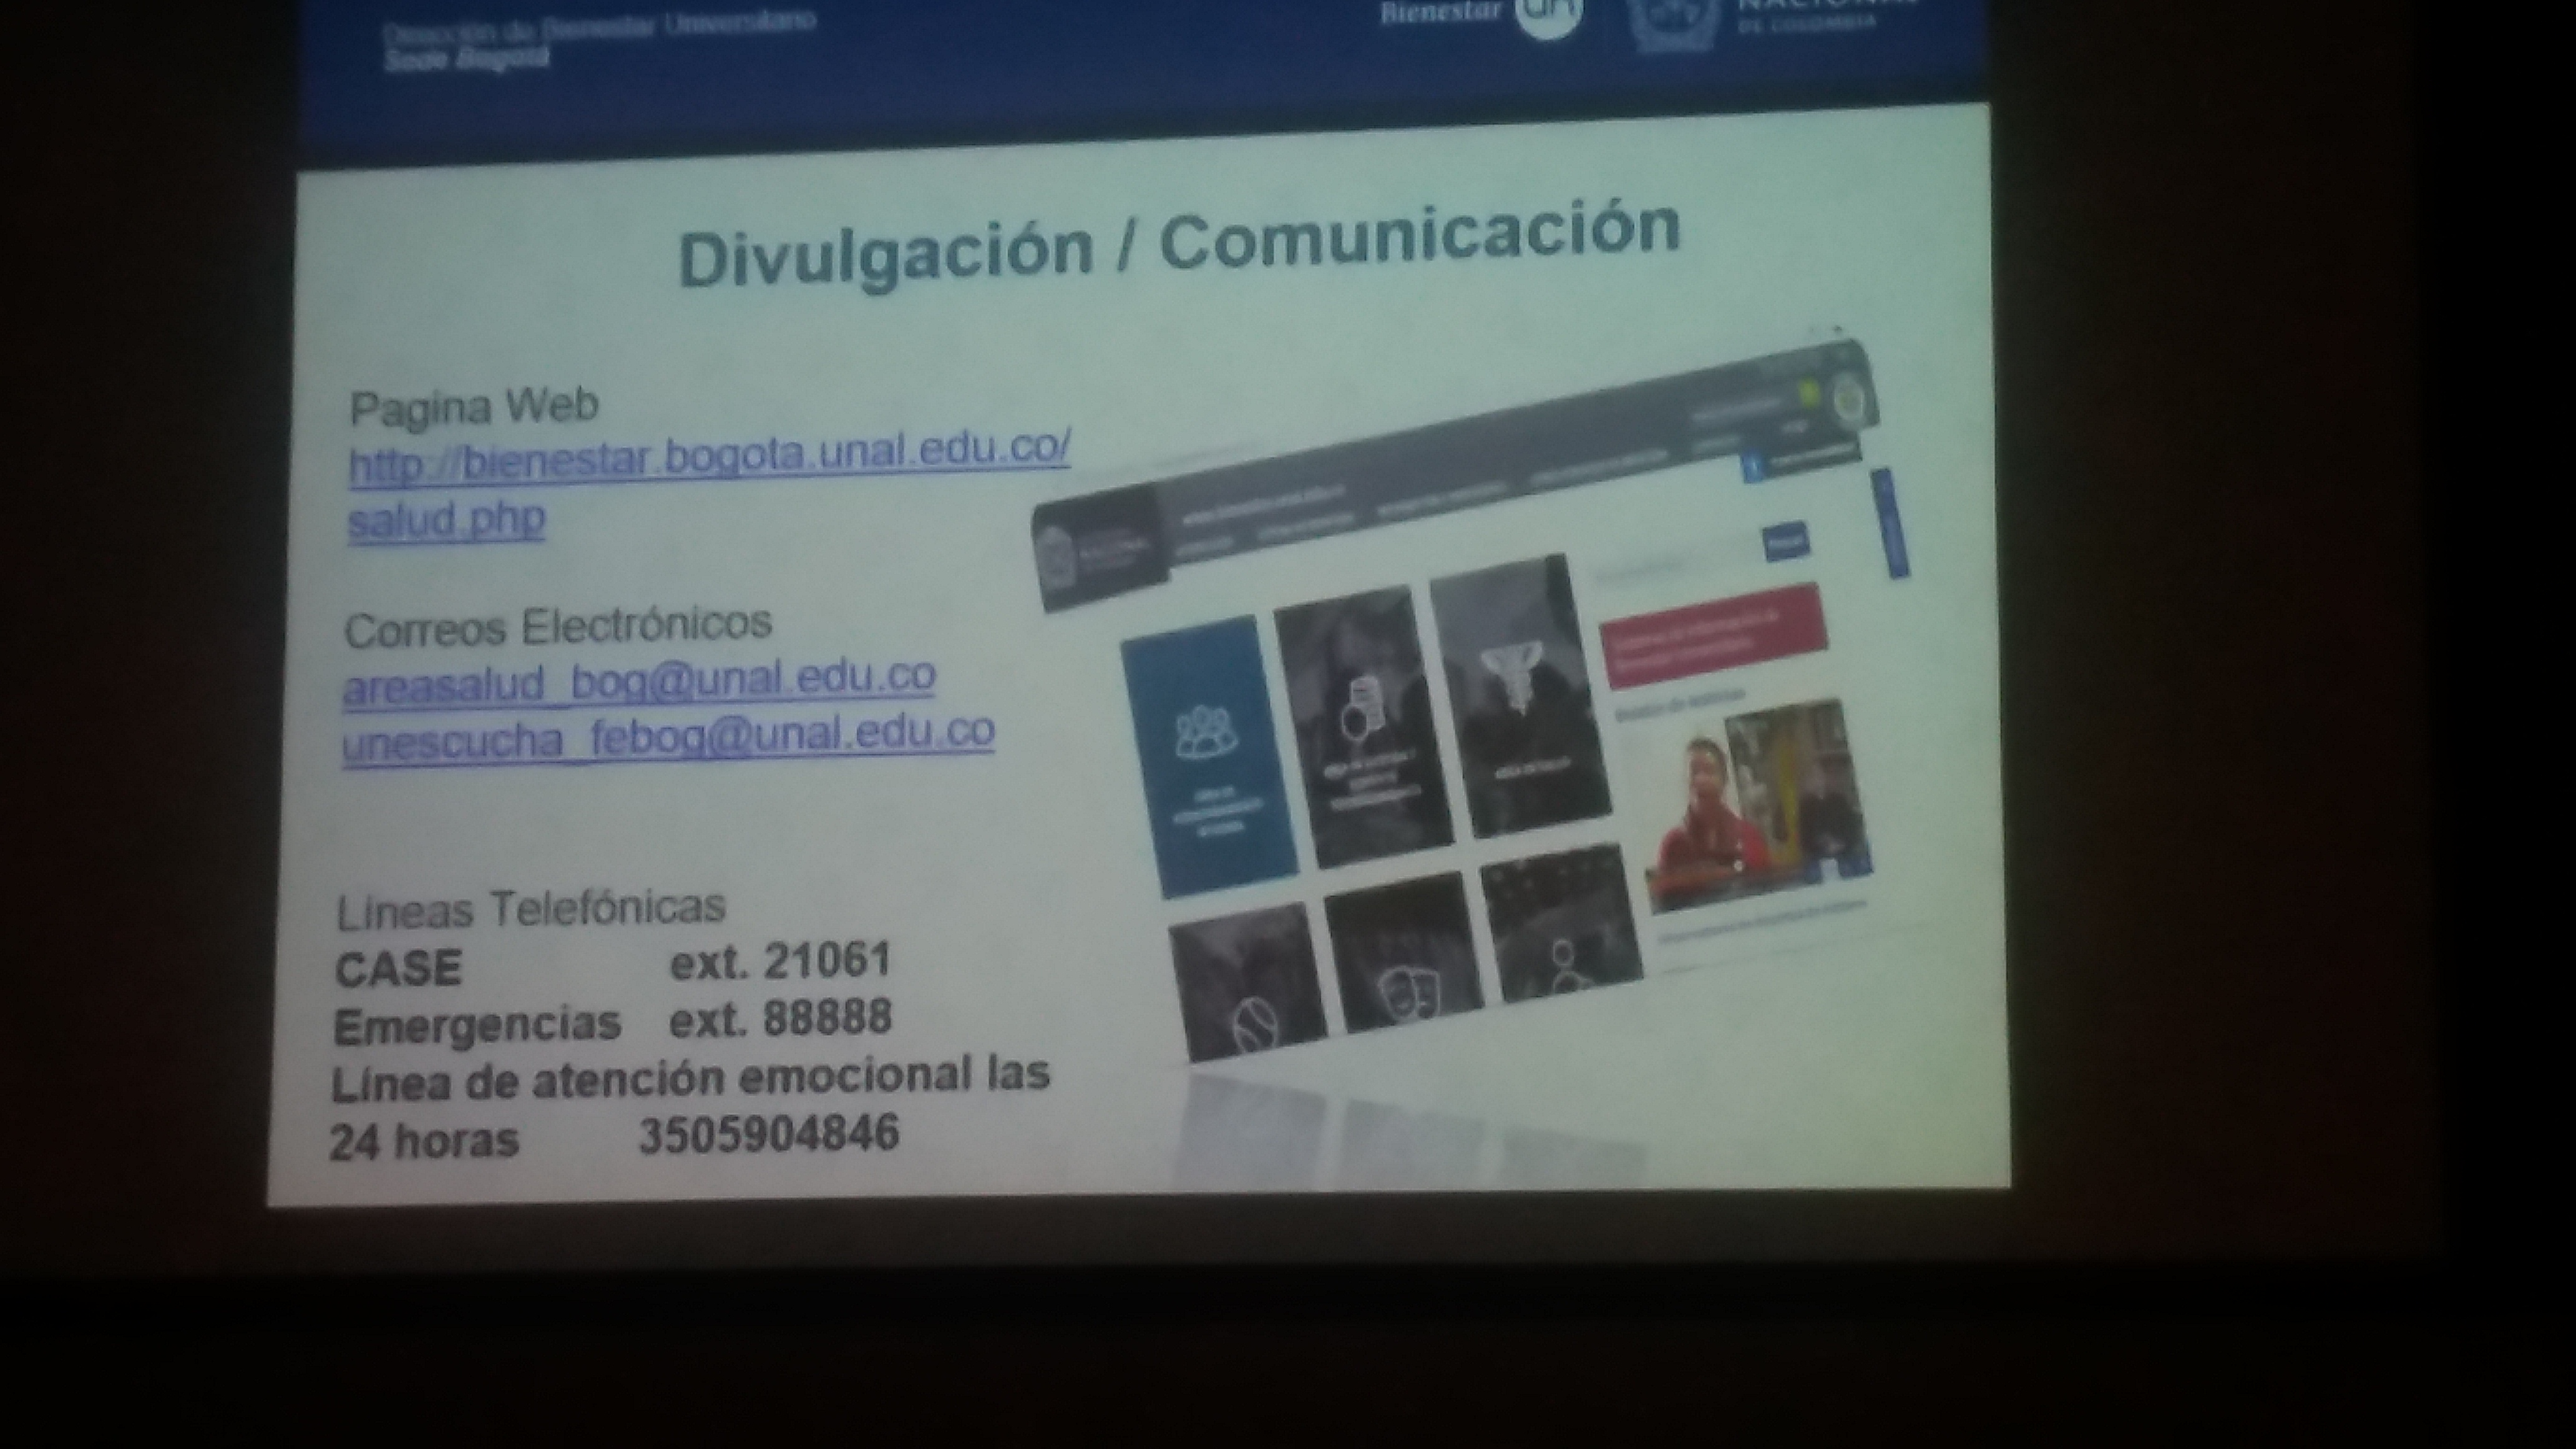 Dirección de Bienestar Universitario
Sede Bogotá
Bienestar un
NACIONAL
DE COLOMBIA
Divulgación / Comunicación
Pagina Web
http://bienestar.bogota.unal.edu.co/
salud.php
Correos Electrónicos
areasalud_bog@unal.edu.co
unescucha_febog@unal.edu.co
Líneas Telefónicas
CASE ext. 21061
Emergencias ext. 88888
Línea de atención emocional las
24 horas 3505904846